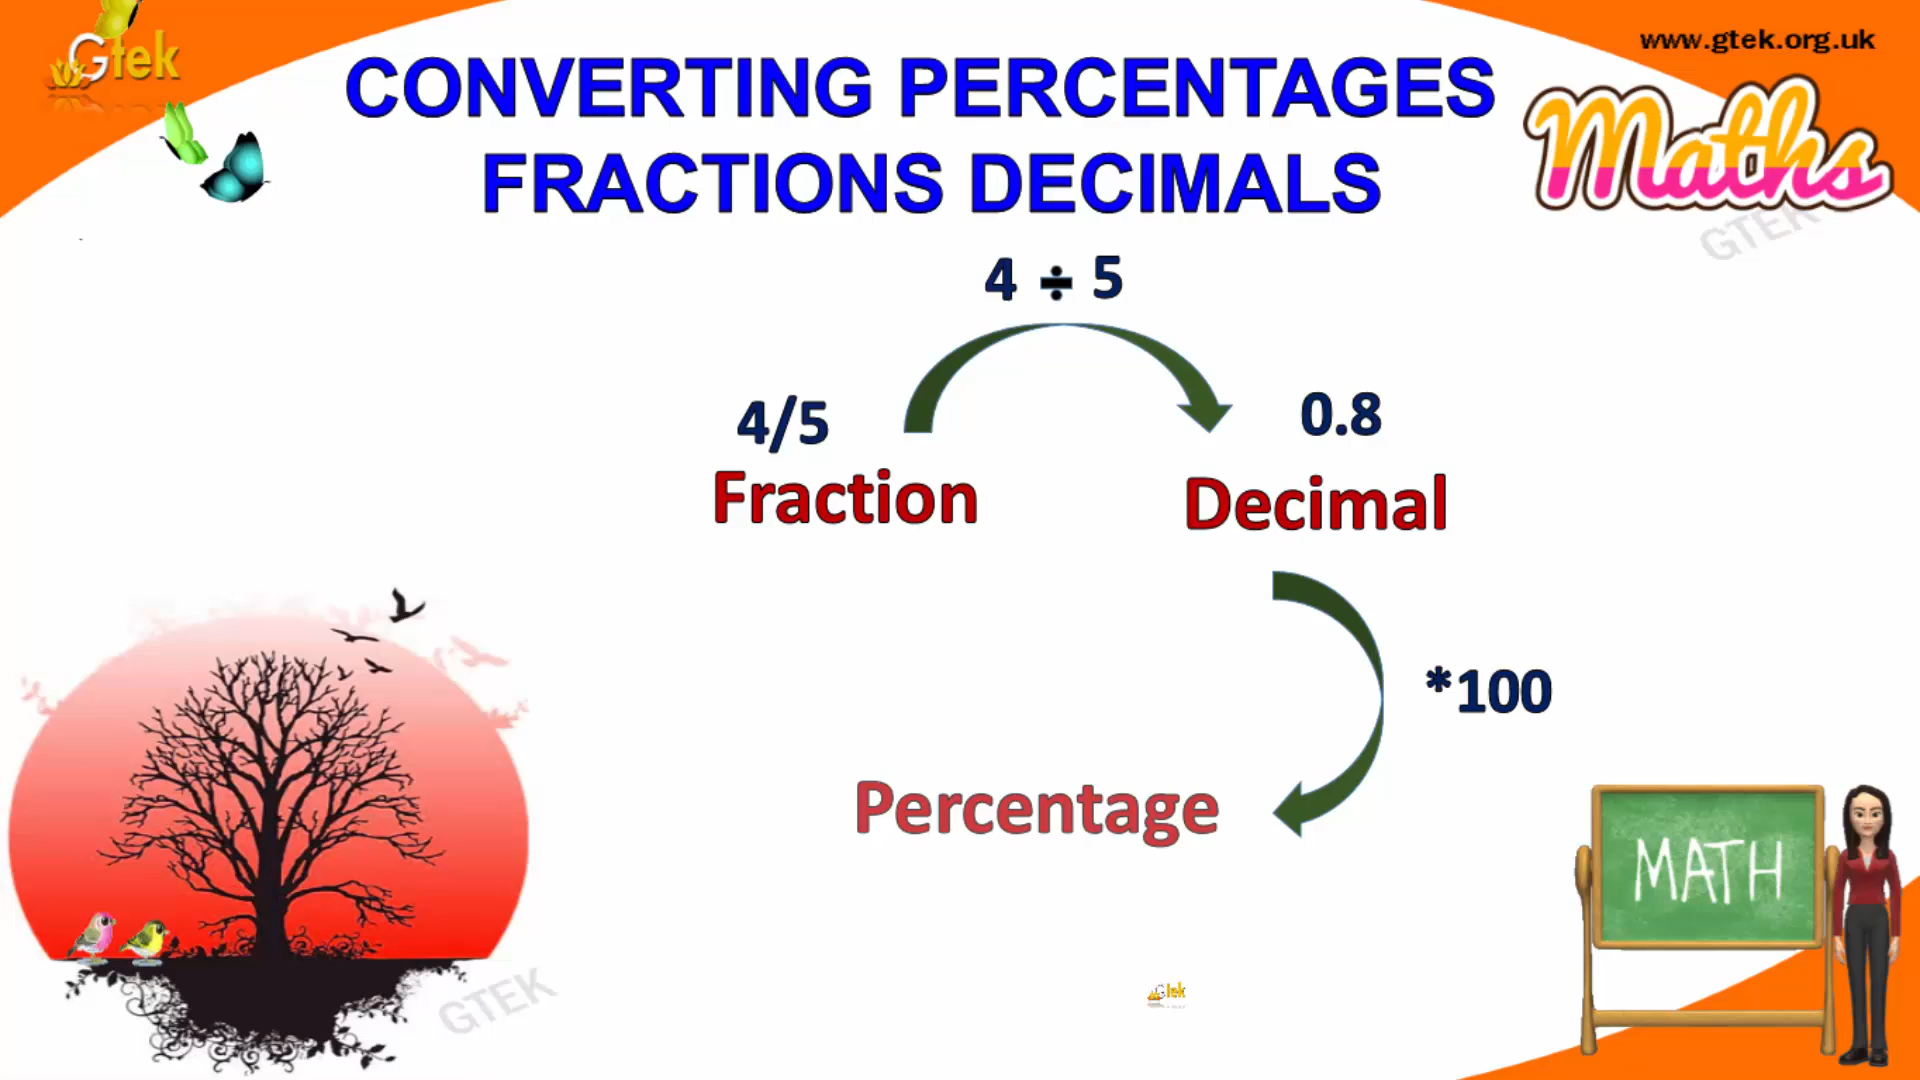 Gtek
www.gtek.org.uk
CONVERTING PERCENTAGES
FRACTIONS DECIMALS
Maths
GTEK
4 ÷ 5
4/5
0.8
Fraction
Decimal
*100
Percentage
MATH
GTEK
Gtek